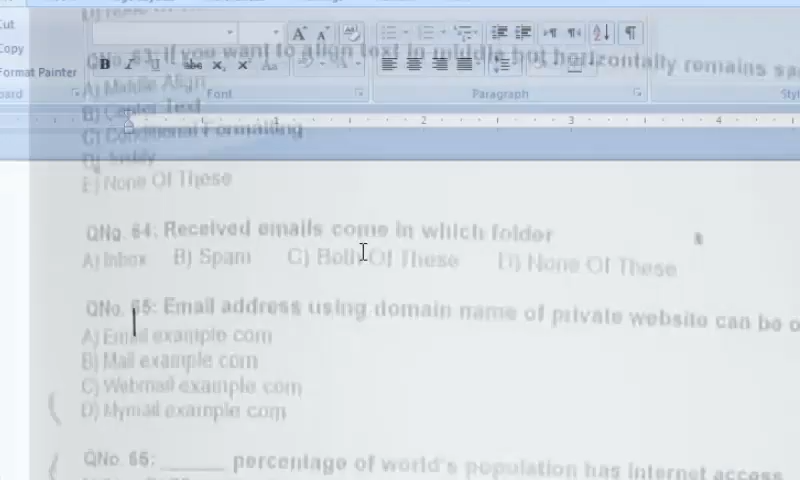 Cut
Copy
Format Painter
Font
Paragraph
2
3
4
QNo. 63: If you want to align text in middle but horizontally remains
A) Middle Align
B) Center Text
C) Conditional Formatting
D) Justify
E) None Of These
QNo. 64: Received emails come in which folder
A) Inbox B) Spam C) Both Of These D) None Of These
QNo. 65: Email address using domain name of private website can be
A) Email example com
B) Mail example com
C) Webmail example com
D) Mymail example com
QNo. 66: ______ percentage of world's population has internet access